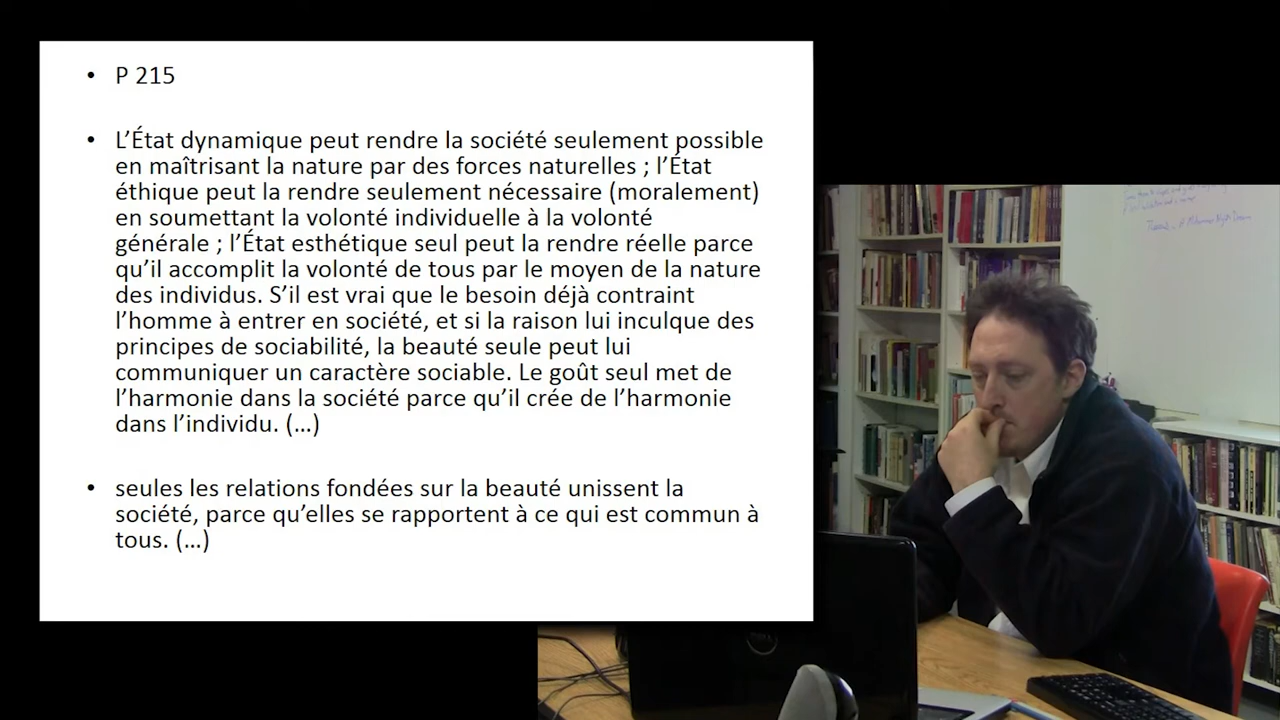 • P 215
• L’État dynamique peut rendre la société seulement possible
en maîtrisant la nature par des forces naturelles ; l’État
éthique peut la rendre seulement nécessaire (moralement)
en soumettant la volonté individuelle à la volonté
générale ; l’État esthétique seul peut la rendre réelle parce
qu’il accomplit la volonté de tous par le moyen de la nature
des individus. S’il est vrai que le besoin déjà contraint
l’homme à entrer en société, et si la raison lui inculque des
principes de sociabilité, la beauté seule peut lui
communiquer un caractère sociable. Le goût seul met de
l’harmonie dans la société parce qu’il crée de l’harmonie
dans l’individu. (…)
• seules les relations fondées sur la beauté unissent la
société, parce qu’elles se rapportent à ce qui est commun à
tous. (…)